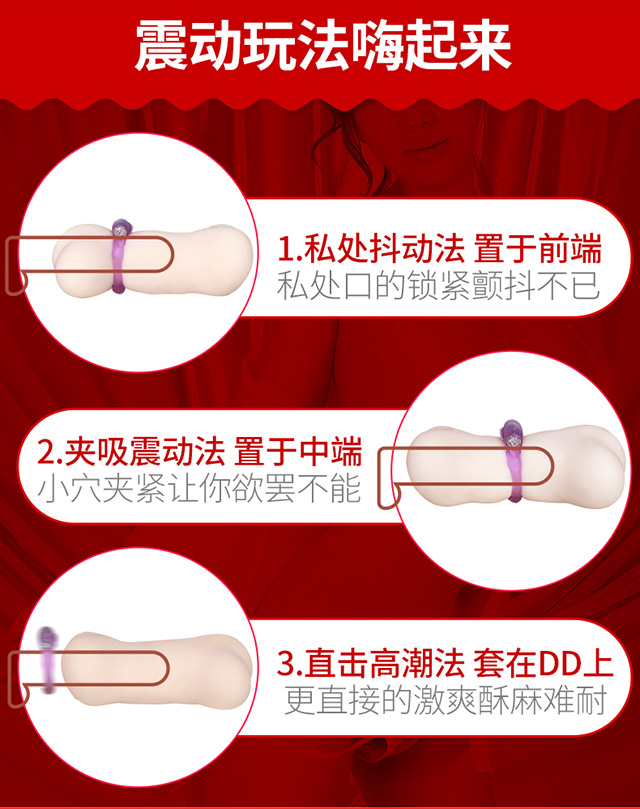 震动玩法嗨起来
1.私处抖动法 置于前端
私处口的锁紧颤抖不已
2.夹吸震动法 置于中端
小穴夹紧让你欲罢不能
3.直击高潮法 套在DD上
更直接的激爽酥麻难耐